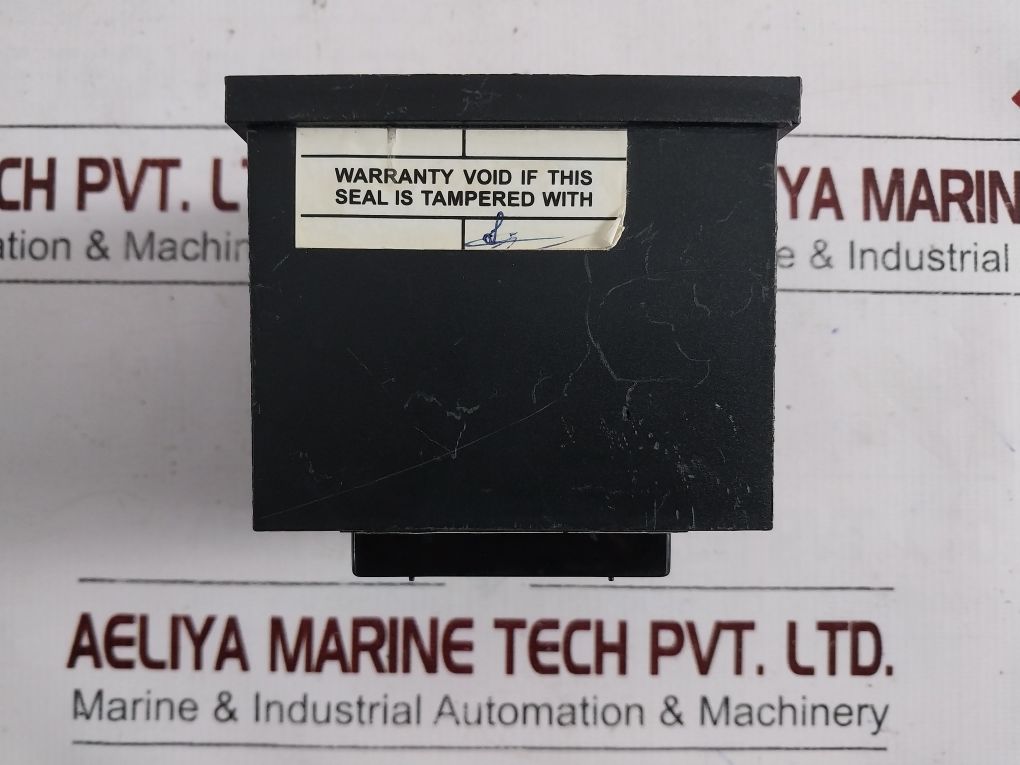 WARRANTY VOID IF THIS
SEAL IS TAMPERED WITH
CH PVT. L
YA MARIN
ation & Machin
e & Industrial
AELIYA MARINE TECH PVT. LTD.
Marine & Industrial Automation & Machinery